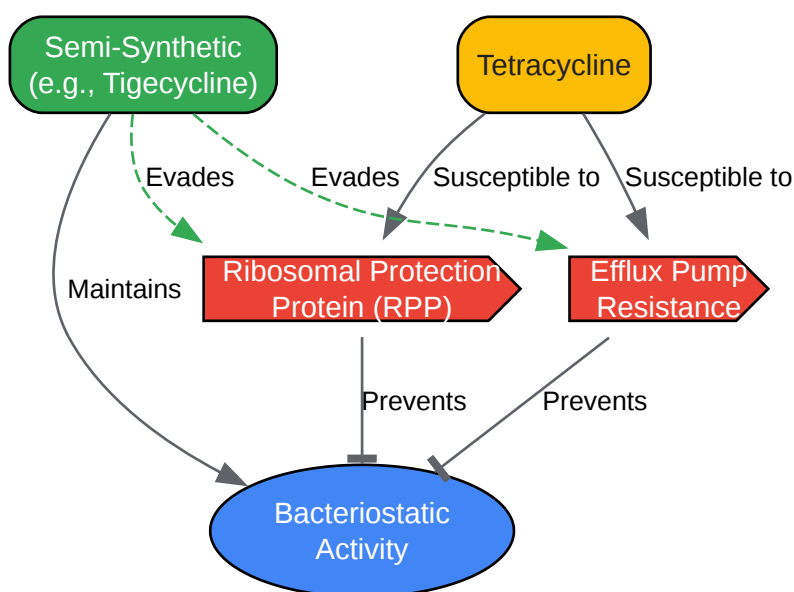 Semi-Synthetic
(e.g., Tigecycline)
Tetracycline
Evades
Evades
Susceptible to
Susceptible to
Maintains
Ribosomal Protection
Protein (RPP)
Efflux Pump
Resistance
Prevents
Prevents
Bacteriostatic
Activity